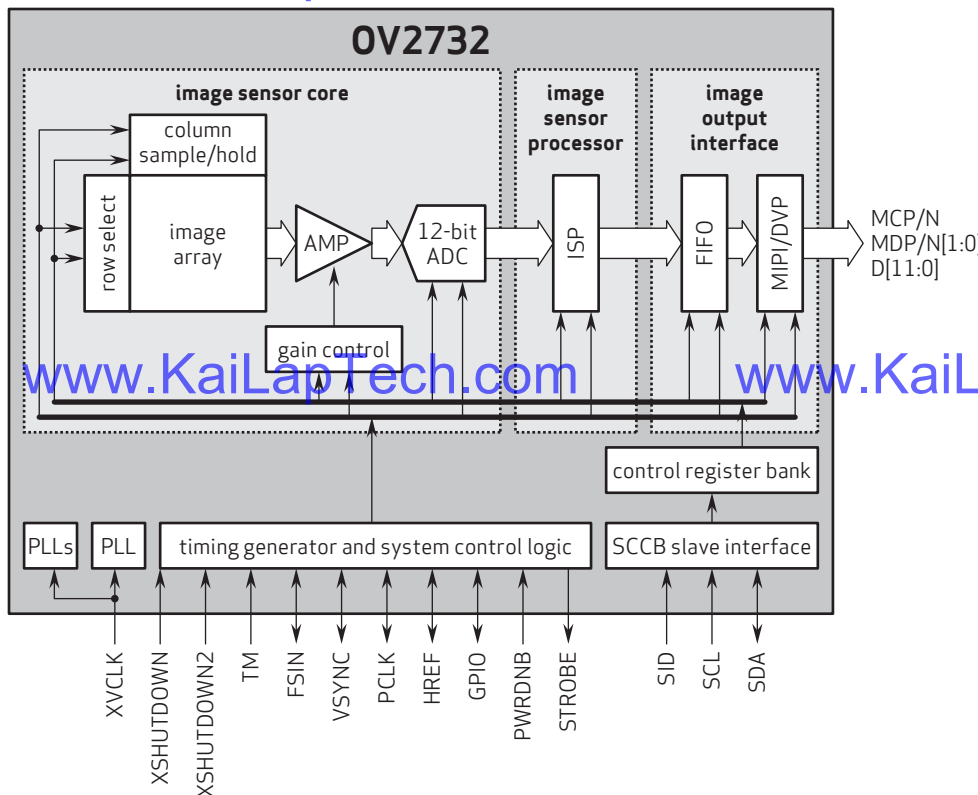 OV2732
image sensor core
image
sensor
processor
image
output
interface
column
sample/hold
row select
image
array
AMP
12-bit
ADC
ISP
FIFO
MIPI/DVP
MCP/N
MDP/N[1:0]
D[11:0]
gain control
www.KaiLapTech.com
www.KaiL
control register bank
PLLs
PLL
timing generator and system control logic
SCCB slave interface
XVCLK
XSHUTDOWN
XSHUTDOWN2
TM
FSIN
VSYNC
PCLK
HREF
GPIO
PWRDNB
STROBE
SID
SCL
SDA